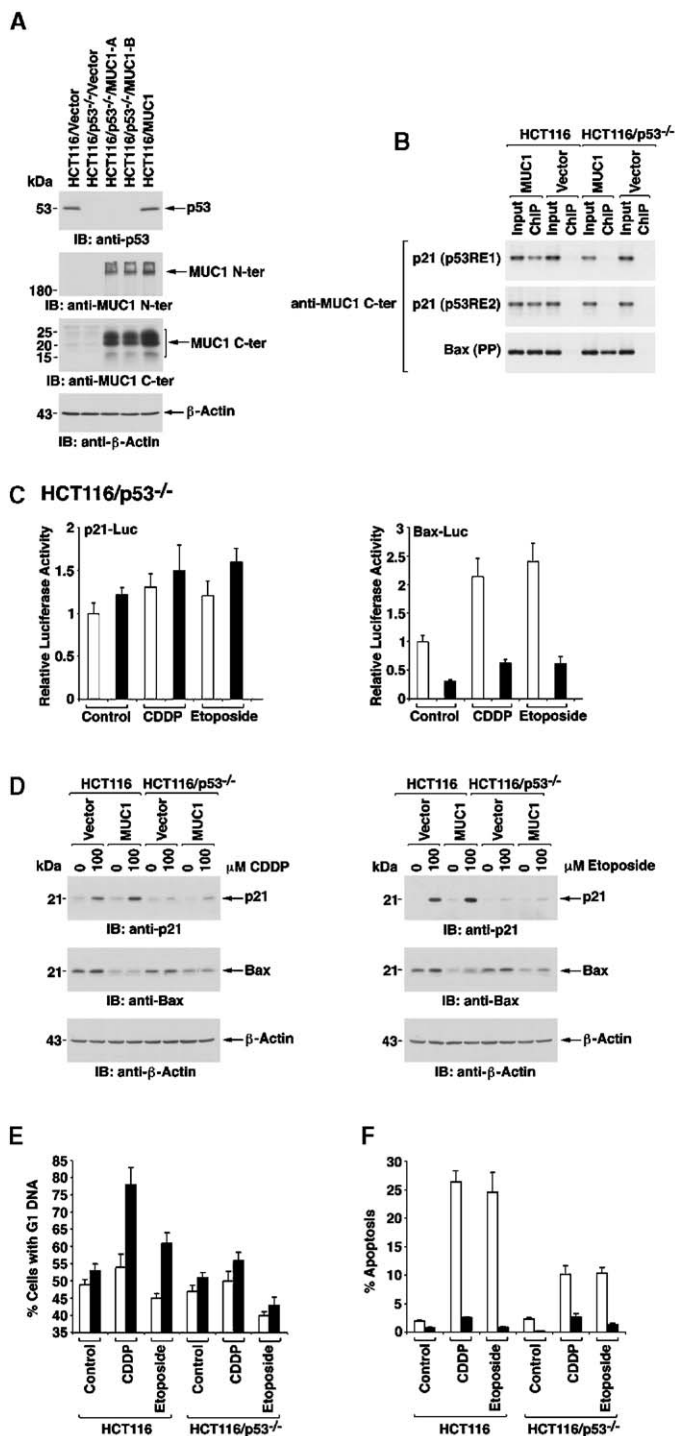 A
HCT116/Vector
HCT116/p53-/-/Vector
HCT116/p53-/-/MUC1-A
HCT116/p53-/-/MUC1-B
HCT116/MUC1
kDa
53
p53
IB: anti-p53
180
MUC1 N-ter
IB: anti-MUC1 N-ter
25
20
15
MUC1 C-ter
IB: anti-MUC1 C-ter
43
β-Actin
IB: anti-β-Actin
B
HCT116 HCT116/p53-/-
MUC1 Vector MUC1 Vector
Input ChIP Input ChIP Input ChIP Input ChIP
anti-MUC1 C-ter
p21 (p53RE1)
p21 (p53RE2)
Bax (PP)
C HCT116/p53-/-
p21-Luc
Relative Luciferase Activity
2
1.5
1
0.5
0
Control CDDP Etoposide
Bax-Luc
Relative Luciferase Activity
3
2.5
2
1.5
1
0.5
0
Control CDDP Etoposide
D
HCT116 HCT116/p53-/-
Vector MUC1 Vector MUC1
kDa 0 100 0 100 0 100 0 100 μM CDDP
21 p21
IB: anti-p21
21 Bax
IB: anti-Bax
43 β-Actin
IB: anti-β-Actin
HCT116 HCT116/p53-/-
Vector MUC1 Vector MUC1
kDa 0 100 0 100 0 100 0 100 μM Etoposide
21 p21
IB: anti-p21
21 Bax
IB: anti-Bax
43 β-Actin
IB: anti-β-Actin
E
% Cells with G1 DNA
85
80
75
70
65
60
55
50
45
40
35
Control CDDP Etoposide Control CDDP Etoposide
HCT116 HCT116/p53-/-
F
% Apoptosis
30
25
20
15
10
5
0
Control CDDP Etoposide Control CDDP Etoposide
HCT116 HCT116/p53-/-